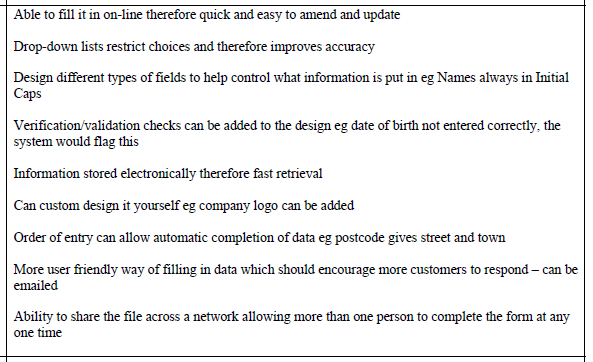 Able to fill it in on-line therefore quick and easy to amend and update
Drop-down lists restrict choices and therefore improves accuracy
Design different types of fields to help control what information is put in eg Names always in Initial
Caps
Verification/validation checks can be added to the design eg date of birth not entered correctly, the
system would flag this
Information stored electronically therefore fast retrieval
Can custom design it yourself eg company logo can be added
Order of entry can allow automatic completion of data eg postcode gives street and town
More user friendly way of filling in data which should encourage more customers to respond – can be
emailed
Ability to share the file across a network allowing more than one person to complete the form at any
one time